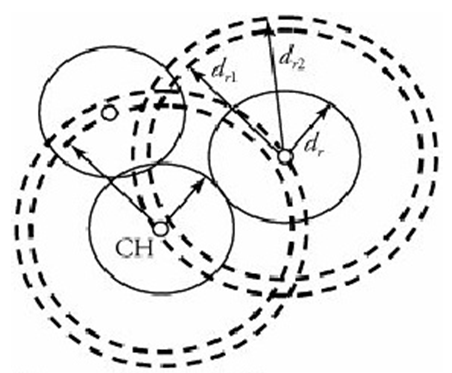 d_{r1}
d_{r2}
d_r
CH